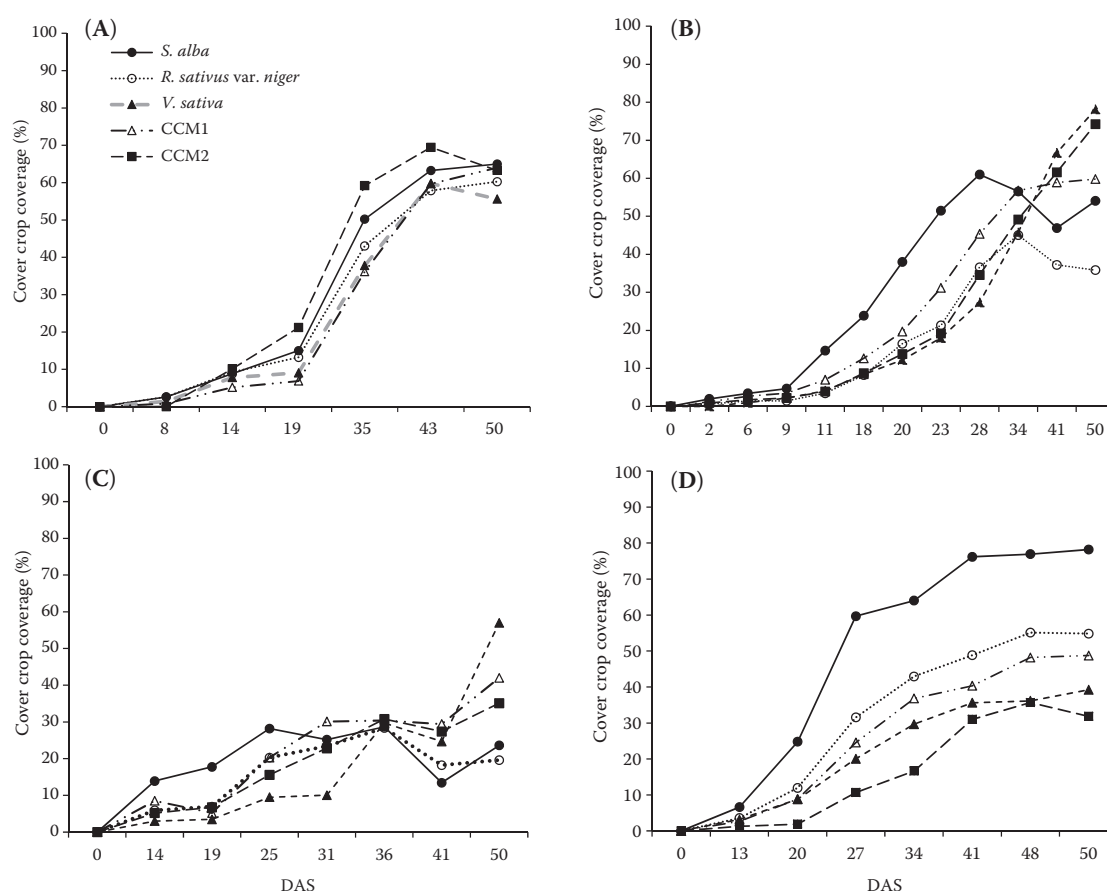 (A)
Cover crop coverage (%)
100
90
80
70
60
50
40
30
20
10
0
S. alba
R. sativus var. niger
V. sativa
CCM1
CCM2
0 8 14 19 35 43 50
(B)
Cover crop coverage (%)
100
90
80
70
60
50
40
30
20
10
0
0 2 6 9 11 18 20 23 28 34 41 50
(C)
Cover crop coverage (%)
100
90
80
70
60
50
40
30
20
10
0
0 14 19 25 31 36 41 50
DAS
(D)
Cover crop coverage (%)
100
90
80
70
60
50
40
30
20
10
0
0 13 20 27 34 41 48 50
DAS